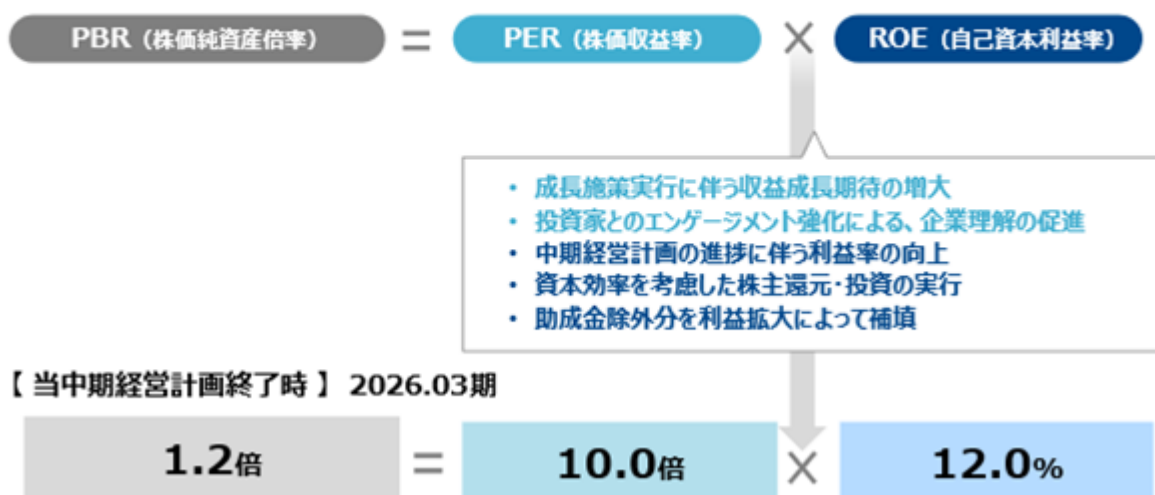 PBR（株価純資産倍率） = PER（株価収益率） × ROE（自己資本利益率）
・ 成長施策実行に伴う収益成長期待の増大
・ 投資家とのエンゲージメント強化による、企業理解の促進
・ 中期経営計画の進捗に伴う利益率の向上
・ 資本効率を考慮した株主還元・投資の実行
・ 助成金除外分を利益拡大によって補填
【 当中期経営計画終了時 】 2026.03期
1.2倍 = 10.0倍 × 12.0%